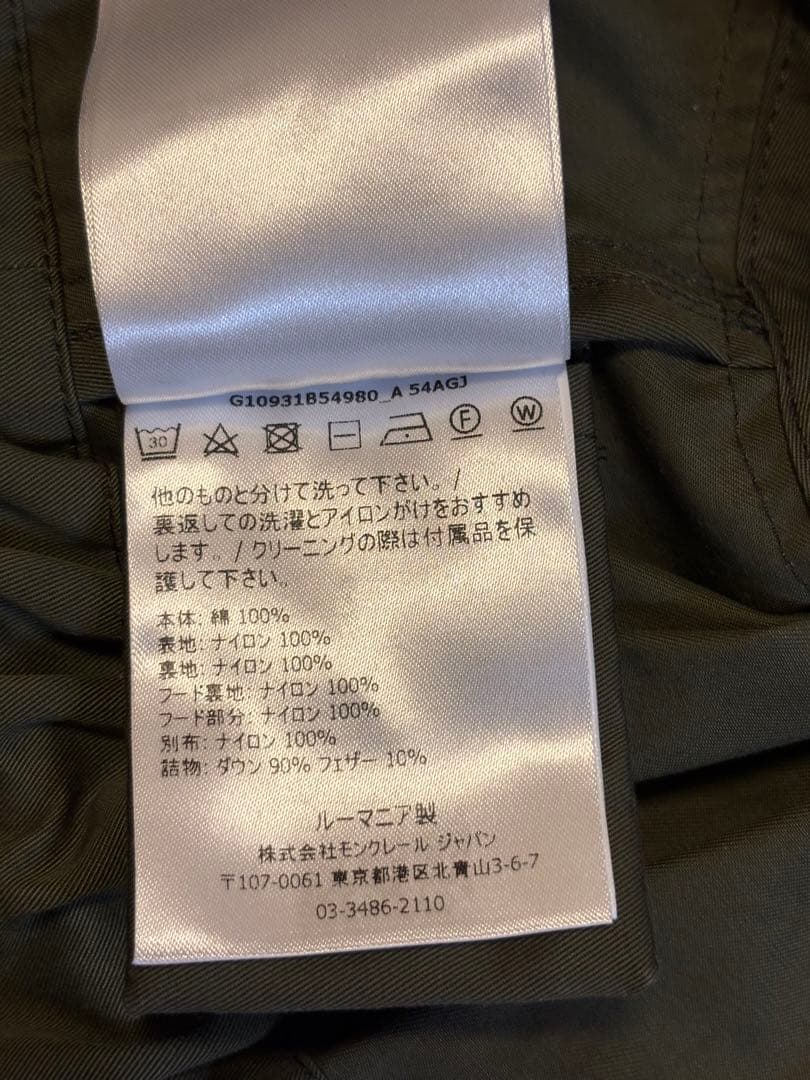 G10931B54980_A 54AGJ
30 F W
他のものと分けて洗って下さい。/
裏返しての洗濯とアイロンがけをおすすめ
します。/ クリーニングの際は付属品を保
護して下さい。
本体: 綿 100%
表地: ナイロン 100%
裏地: ナイロン 100%
フード裏地: ナイロン 100%
フード部分: ナイロン 100%
別布: ナイロン 100%
詰物: ダウン 90% フェザー 10%
ルーマニア製
株式会社モンクレール ジャパン
〒107-0061 東京都港区北青山3-6-7
03-3486-2110